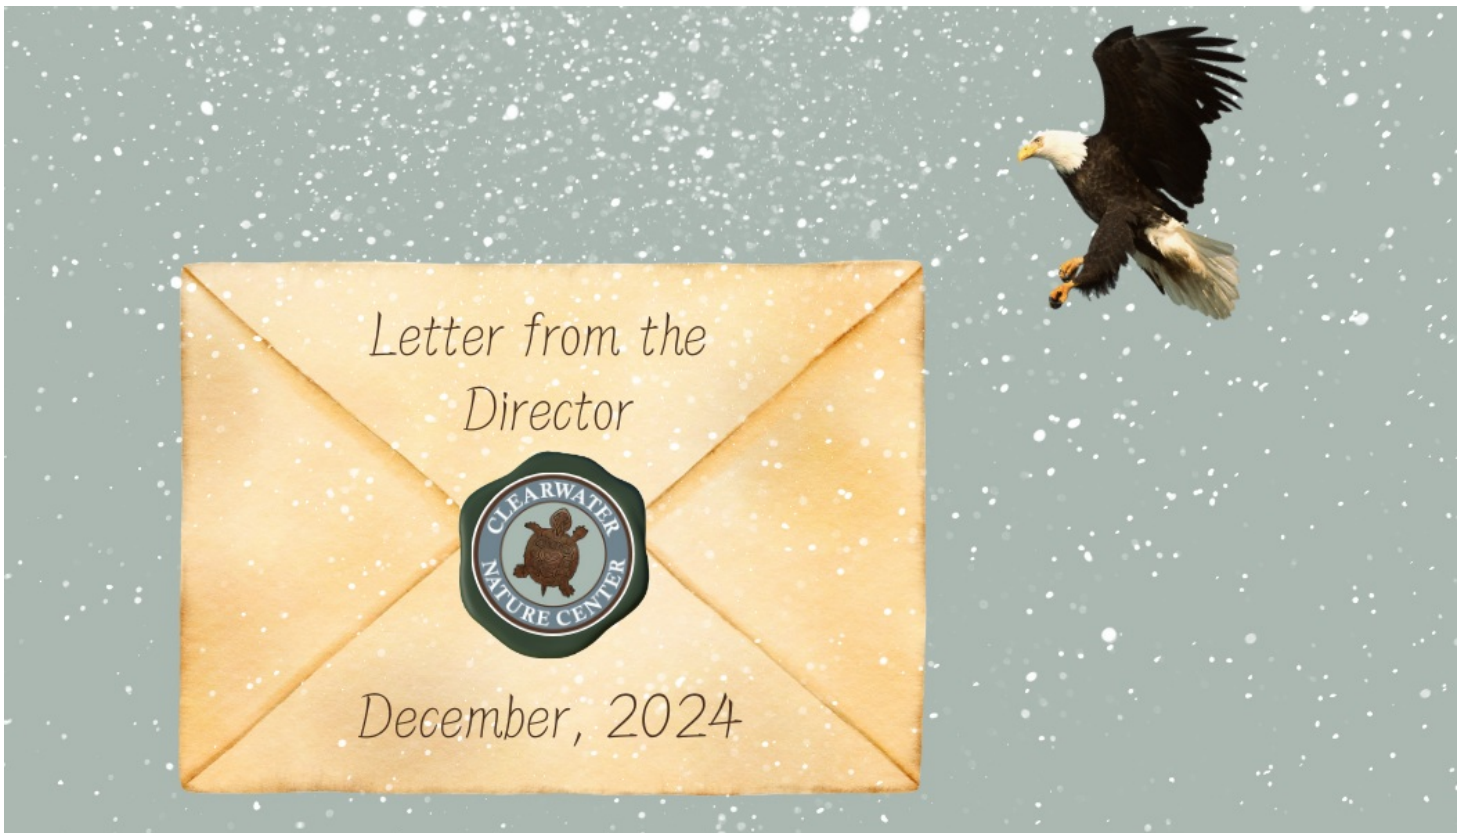 Letter from the
Director
CLEARWATER
NATURE CENTER
December, 2024